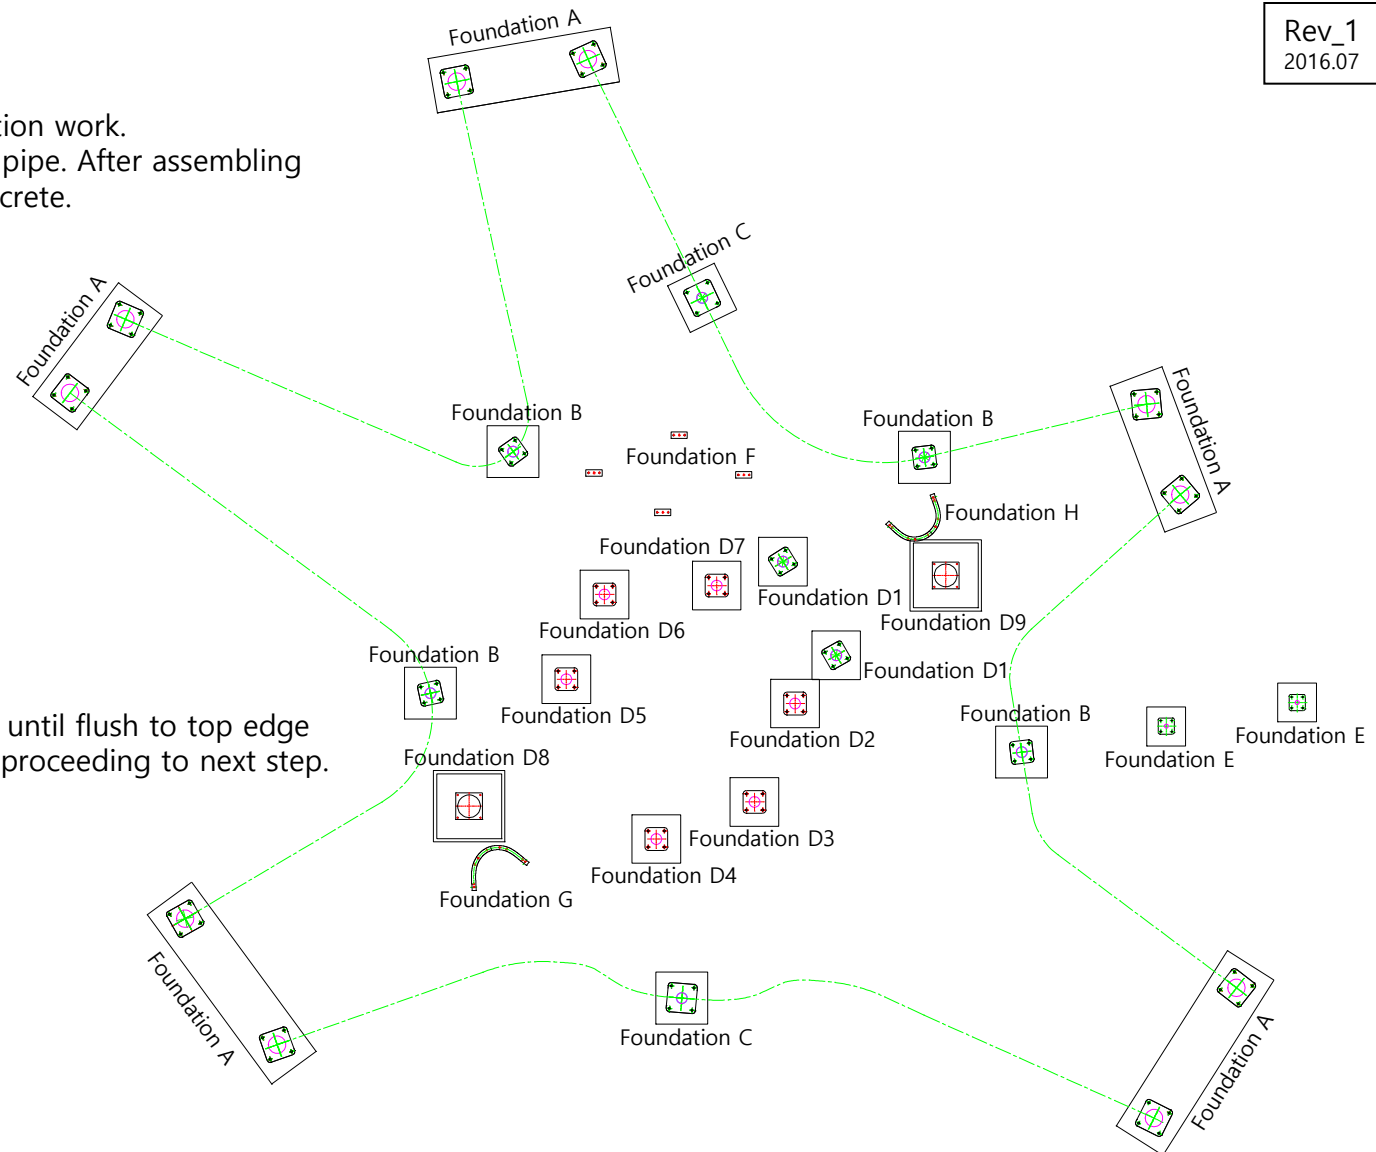 Rev_1
2016.07
Foundation A
tion work.
pipe. After assembling
crete.
Foundation C
Foundation A
Foundation A
Foundation B
Foundation B
Foundation F
Foundation H
Foundation D7
Foundation D1
Foundation D9
Foundation D6
Foundation B
Foundation D1
Foundation D5
Foundation B
until flush to top edge
Foundation D2
Foundation E
Foundation E
proceeding to next step.
Foundation D8
Foundation D3
Foundation D4
Foundation G
Foundation A
Foundation C
Foundation A